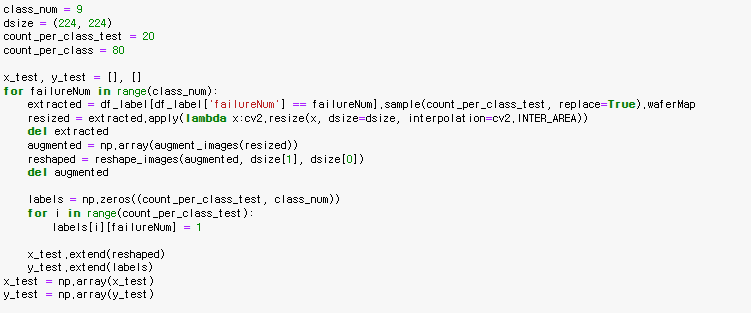 class_num = 9
dsize = (224, 224)
count_per_class_test = 20
count_per_class = 80

x_test, y_test = [], []
for failureNum in range(class_num):
    extracted = df_label[df_label['failureNum'] == failureNum].sample(count_per_class_test, replace=True).waferMap
    resized = extracted.apply(lambda x:cv2.resize(x, dsize=dsize, interpolation=cv2.INTER_AREA))
    del extracted
    augmented = np.array(augment_images(resized))
    reshaped = reshape_images(augmented, dsize[1], dsize[0])
    del augmented

    labels = np.zeros((count_per_class_test, class_num))
    for i in range(count_per_class_test):
        labels[i][failureNum] = 1

    x_test.extend(reshaped)
    y_test.extend(labels)
x_test = np.array(x_test)
y_test = np.array(y_test)